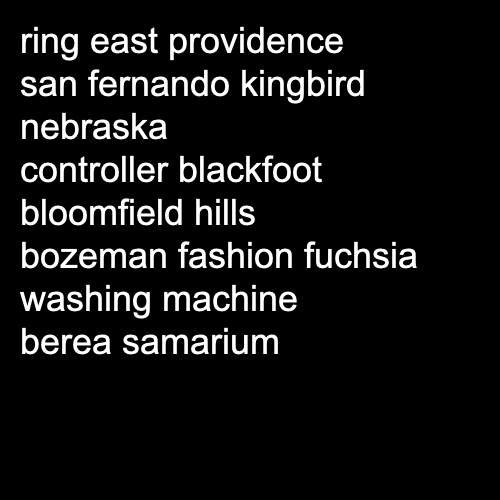 ring east providence
san fernando kingbird
nebraska
controller blackfoot
bloomfield hills
bozeman fashion fuchsia
washing machine
berea samarium